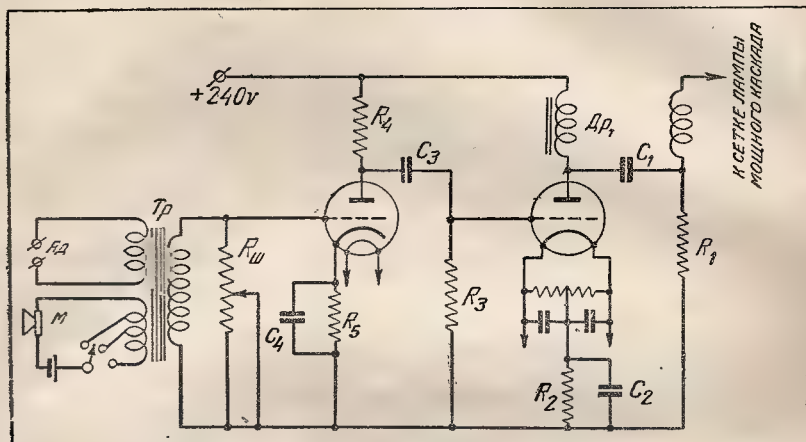 +240v
R4
Др1
C3
C1
К СЕТКЕ ЛАМПЫ
МОЩНОГО КАСКАДА
Тр
Ад
Rш
R3
R1
М
C4
R5
R2
C2